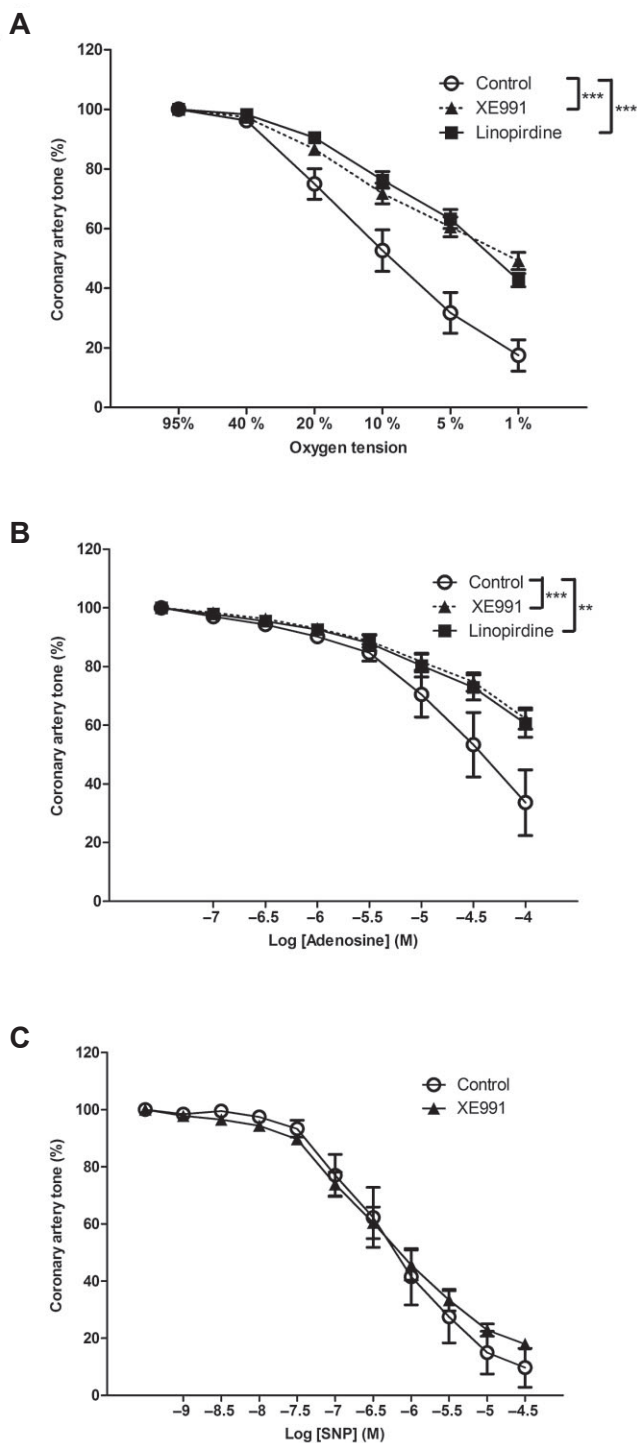 A
120
100
80
60
40
20
0
Coronary artery tone (%)
Control
XE991
Linopirdine
***
***
95% 40 % 20 % 10 % 5 % 1 %
Oxygen tension
B
120
100
80
60
40
20
0
Coronary artery tone (%)
Control
XE991
Linopirdine
***
**
–7 –6.5 –6 –5.5 –5 –4.5 –4
Log [Adenosine] (M)
C
120
100
80
60
40
20
0
Coronary artery tone (%)
Control
XE991
–9 –8.5 –8 –7.5 –7 –6.5 –6 –5.5 –5 –4.5
Log [SNP] (M)